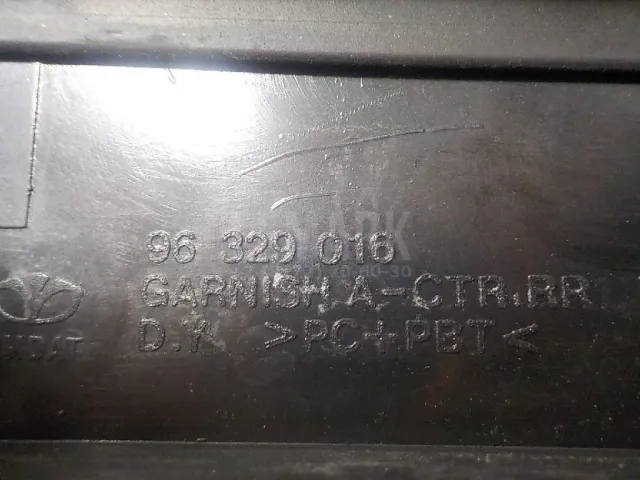 96 329 016
GARNISH A-CTR.RR
D.Y. >PC+PBT<